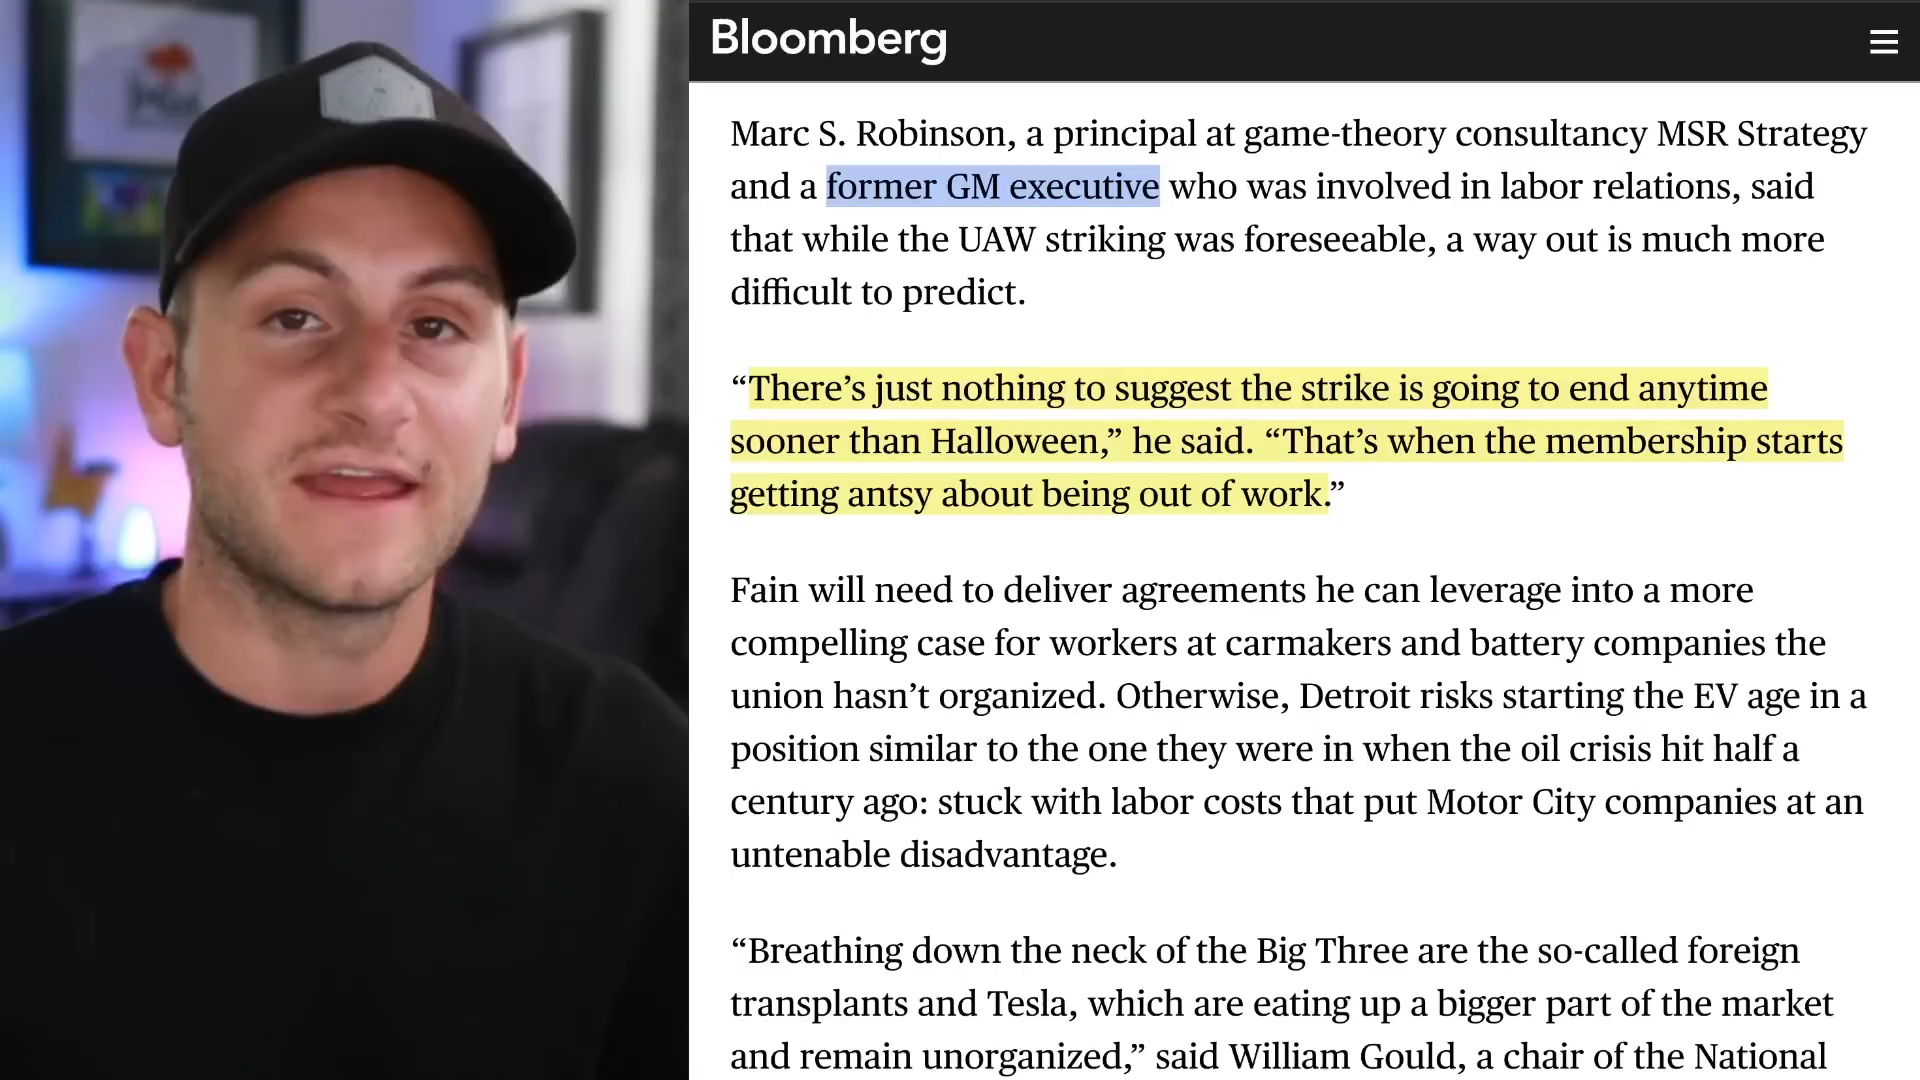 Bloomberg
Marc S. Robinson, a principal at game-theory consultancy MSR Strategy
and a former GM executive who was involved in labor relations, said
that while the UAW striking was foreseeable, a way out is much more
difficult to predict.
“There’s just nothing to suggest the strike is going to end anytime
sooner than Halloween,” he said. “That’s when the membership starts
getting antsy about being out of work.”
Fain will need to deliver agreements he can leverage into a more
compelling case for workers at carmakers and battery companies the
union hasn’t organized. Otherwise, Detroit risks starting the EV age in a
position similar to the one they were in when the oil crisis hit half a
century ago: stuck with labor costs that put Motor City companies at an
untenable disadvantage.
“Breathing down the neck of the Big Three are the so-called foreign
transplants and Tesla, which are eating up a bigger part of the market
and remain unorganized,” said William Gould, a chair of the National